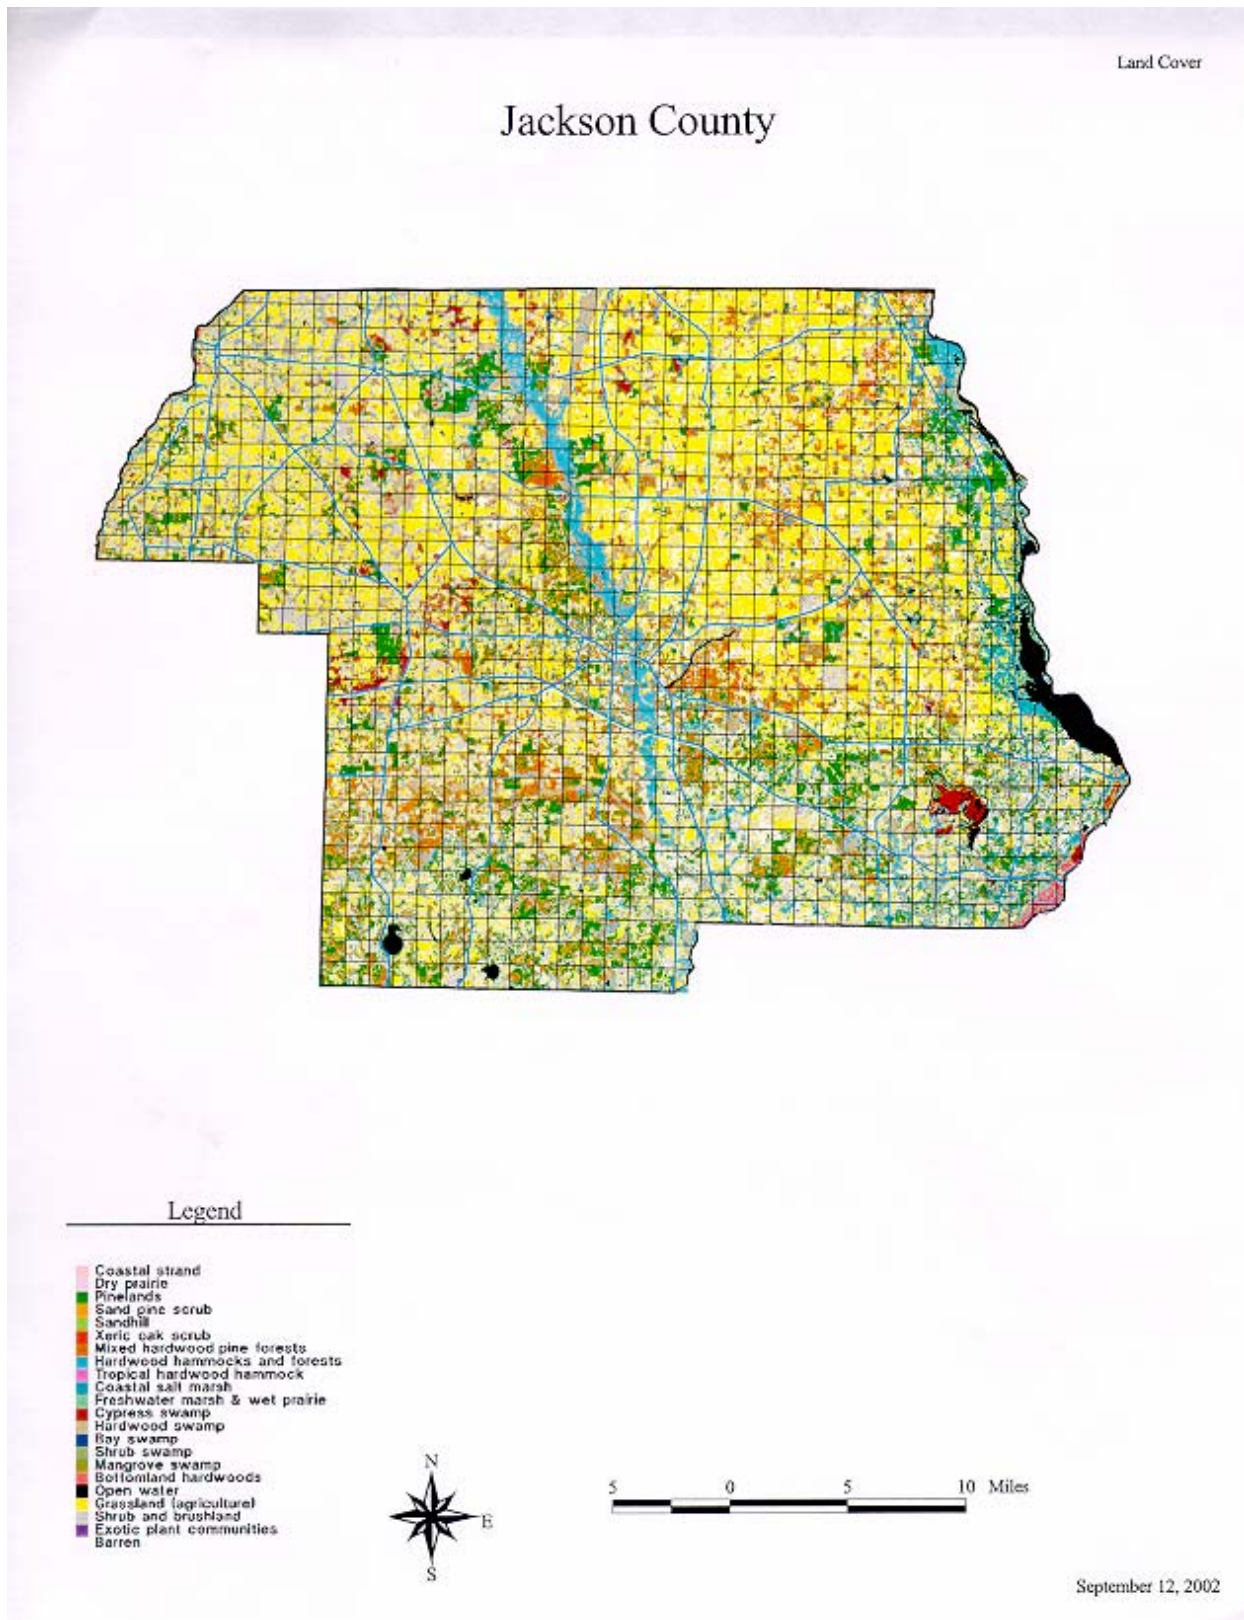 Land Cover
Jackson County
Legend
Coastal strand
Dry prairie
Pinelands
Sand pine scrub
Sandhill
Xeric oak scrub
Mixed hardwood pine forests
Hardwood hammocks and forests
Tropical hardwood hammock
Coastal salt marsh
Freshwater marsh & wet prairie
Cypress swamp
Hardwood swamp
Bay swamp
Shrub swamp
Mangrove swamp
Bottomland hardwoods
Open water
Grassland (agriculture)
Shrub and brushland
Exotic plant communities
Barren
N
E
S
5 0 5 10 Miles
September 12, 2002